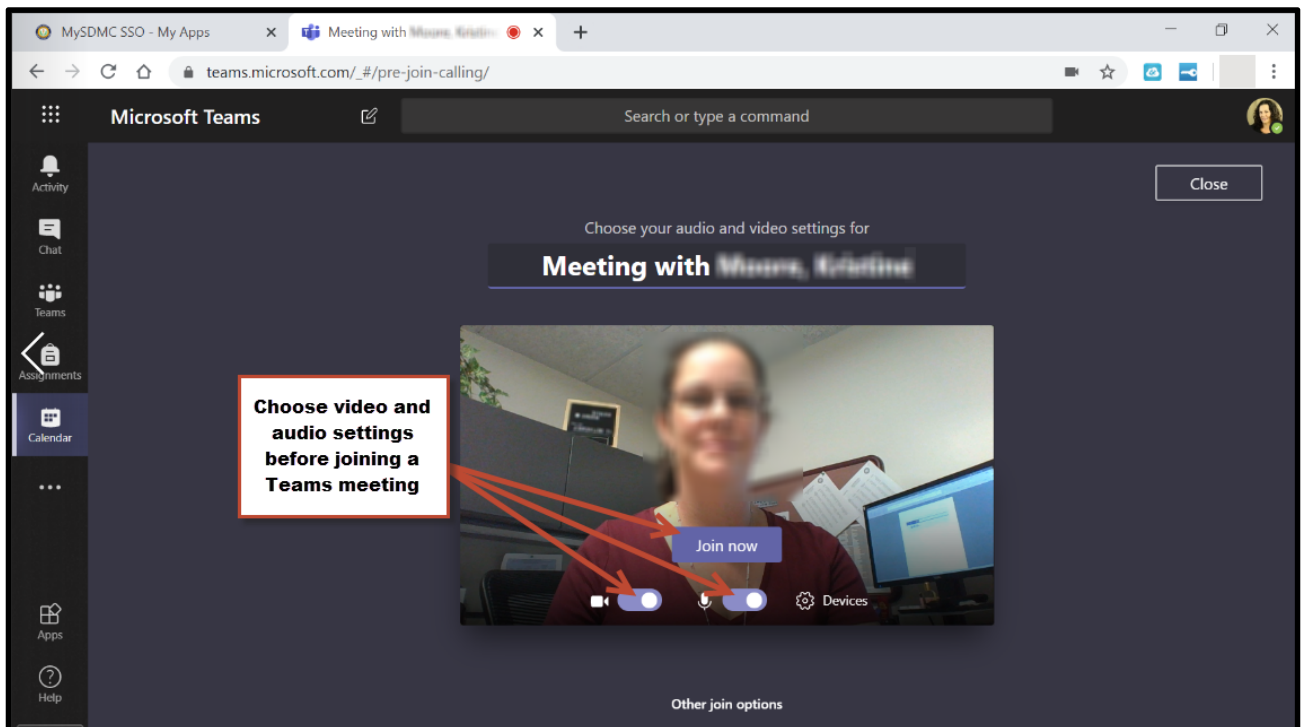 MySDMC SSO - My Apps
Meeting with
teams.microsoft.com/_#/pre-join-calling/
Microsoft Teams
Search or type a command
Activity
Close
Choose your audio and video settings for
Chat
Meeting with
Teams
Assignments
Choose video and
audio settings
before joining a
Teams meeting
Calendar
Join now
Devices
Apps
Help
Other join options